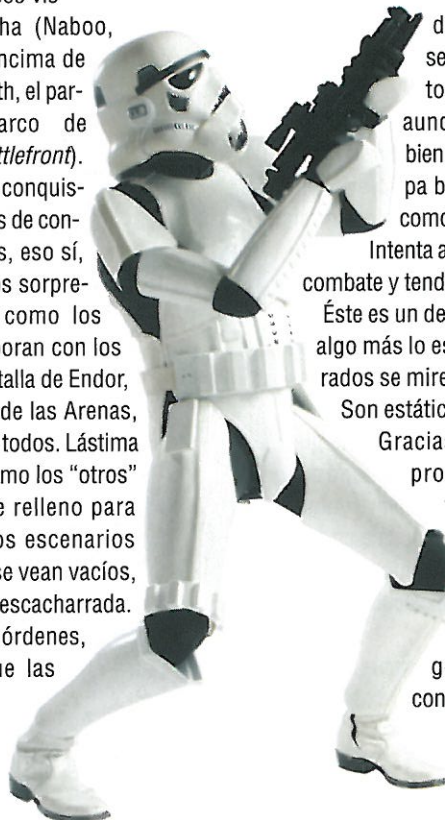 ha (Naboo,
ncima de
th, el par-
arco de
ttlefront).
conquis-
s de con-
s, eso sí,
s sorpre-
como los
oran con los
talla de Endor,
de las Arenas,
todos. Lástima
mo los “otros”
e relleno para
os escenarios
se vean vacíos,
escacharrada.
órdenes,
ue las
d
se
to
aunq
bien
pa b
como
Intenta a
combate y tend
Éste es un de
algo más lo es
rados se mire
Son estátic
Gracias
pro
g
con